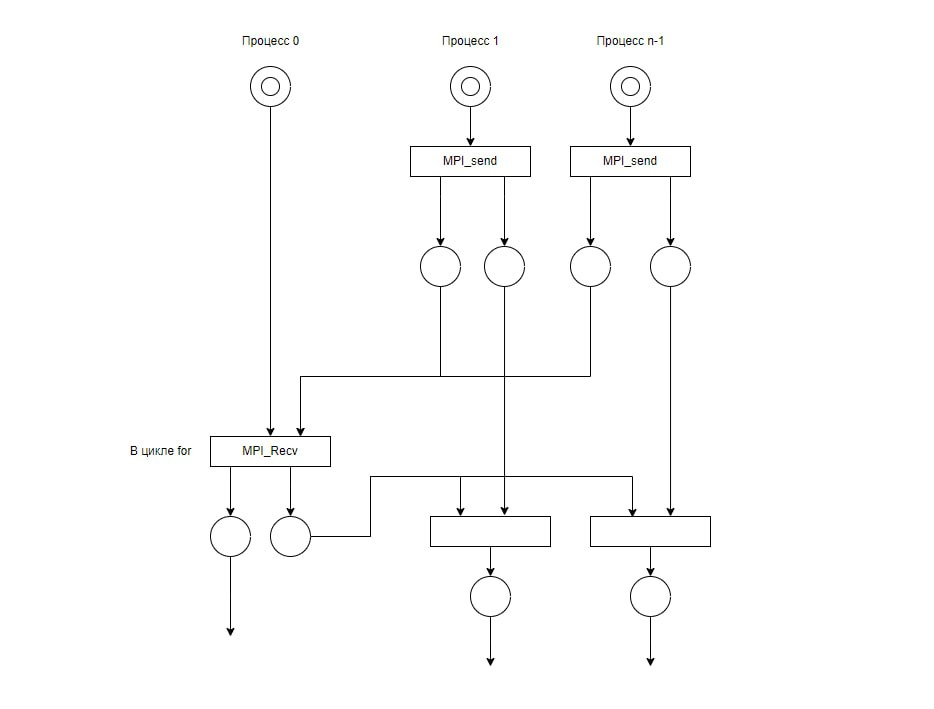 Процесс 0
Процесс 1
Процесс n-1
MPI_send
MPI_send
В цикле for
MPI_Recv